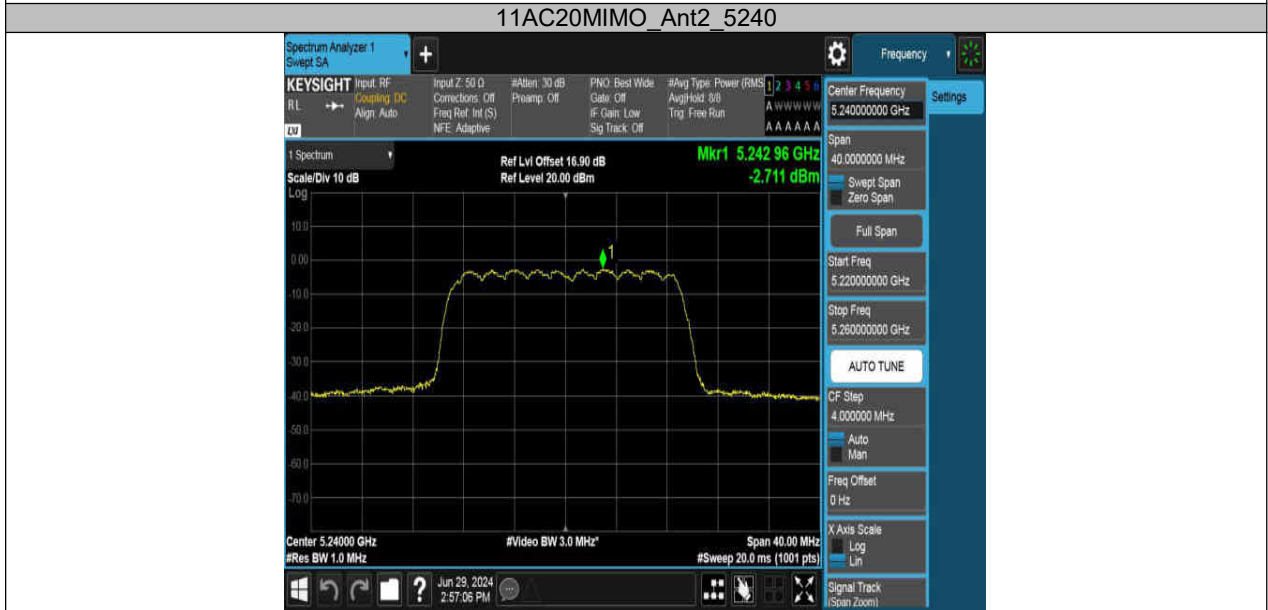 11AC20MIMO_Ant2_5240
Spectrum Analyzer 1
Swept SA
+
Frequency
KEYSIGHT
RL
LXI
Input: RF
Coupling: DC
Align: Auto
Input Z: 50 Ω
Corrections: Off
Freq Ref: Int (S)
NFE: Adaptive
#Atten: 30 dB
Preamp: Off
PNO: Best Wide
Gate: Off
IF Gain: Low
Sig Track: Off
#Avg Type: Power (RMS
Avg|Hold: 8/8
Trig: Free Run
1 2 3 4 5 6
A W W W W W
A A A A A A
Center Frequency
5.240000000 GHz
Settings
1 Spectrum
Scale/Div 10 dB
Log
Ref Lvl Offset 16.90 dB
Ref Level 20.00 dBm
Mkr1 5.242 96 GHz
-2.711 dBm
10.0
0.00
-10.0
-20.0
-30.0
-40.0
-50.0
-60.0
-70.0
1
Span
40.0000000 MHz
Swept Span
Zero Span
Full Span
Start Freq
5.220000000 GHz
Stop Freq
5.260000000 GHz
AUTO TUNE
CF Step
4.000000 MHz
Auto
Man
Freq Offset
0 Hz
X Axis Scale
Log
Lin
Signal Track
(Span Zoom)
Center 5.24000 GHz
#Res BW 1.0 MHz
#Video BW 3.0 MHz*
Span 40.00 MHz
#Sweep 20.0 ms (1001 pts)
?
Jun 29, 2024
2:57:06 PM